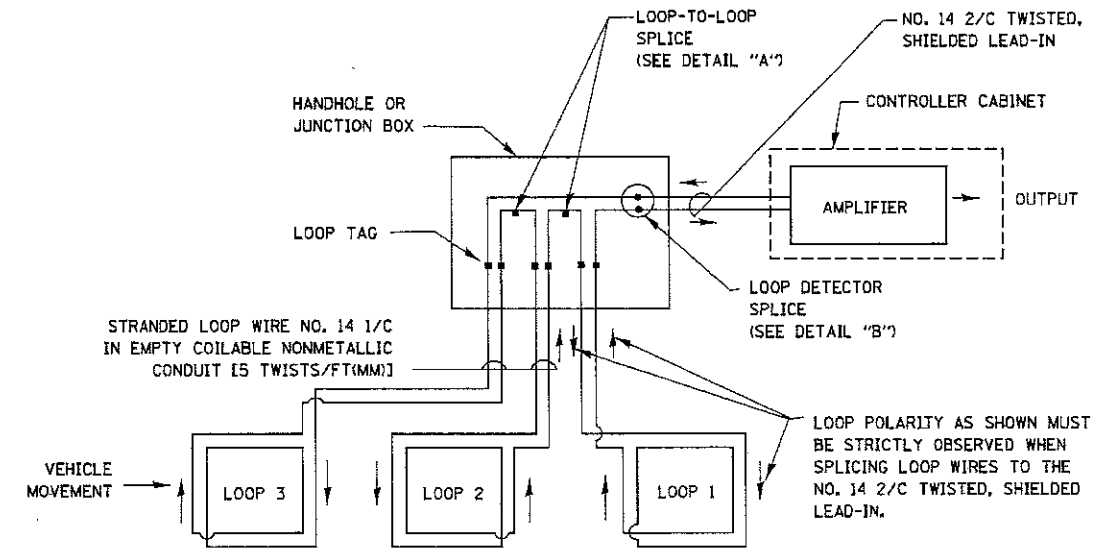 LOOP-TO-LOOP
SPLICE
(SEE DETAIL "A")
NO. 14 2/C TWISTED,
SHIELDED LEAD-IN
HANDHOLE OR
JUNCTION BOX
CONTROLLER CABINET
AMPLIFIER
OUTPUT
LOOP TAG
LOOP DETECTOR
SPLICE
(SEE DETAIL "B")
STRANDED LOOP WIRE NO. 14 1/C
IN EMPTY COILABLE NONMETALLIC
CONDUIT [5 TWISTS/FT(MM)]
LOOP POLARITY AS SHOWN MUST
BE STRICTLY OBSERVED WHEN
SPLICING LOOP WIRES TO THE
NO. 14 2/C TWISTED, SHIELDED
LEAD-IN.
VEHICLE
MOVEMENT
LOOP 3
LOOP 2
LOOP 1